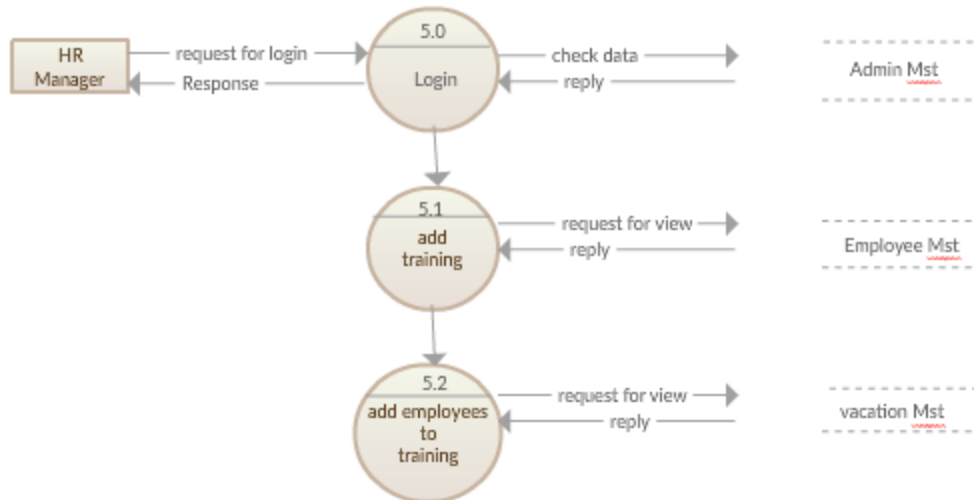 HR
Manager
request for login
Response
5.0
Login
check data
reply
Admin Mst
5.1
add
training
request for view
reply
Employee Mst
5.2
add employees
to
training
request for view
reply
vacation Mst